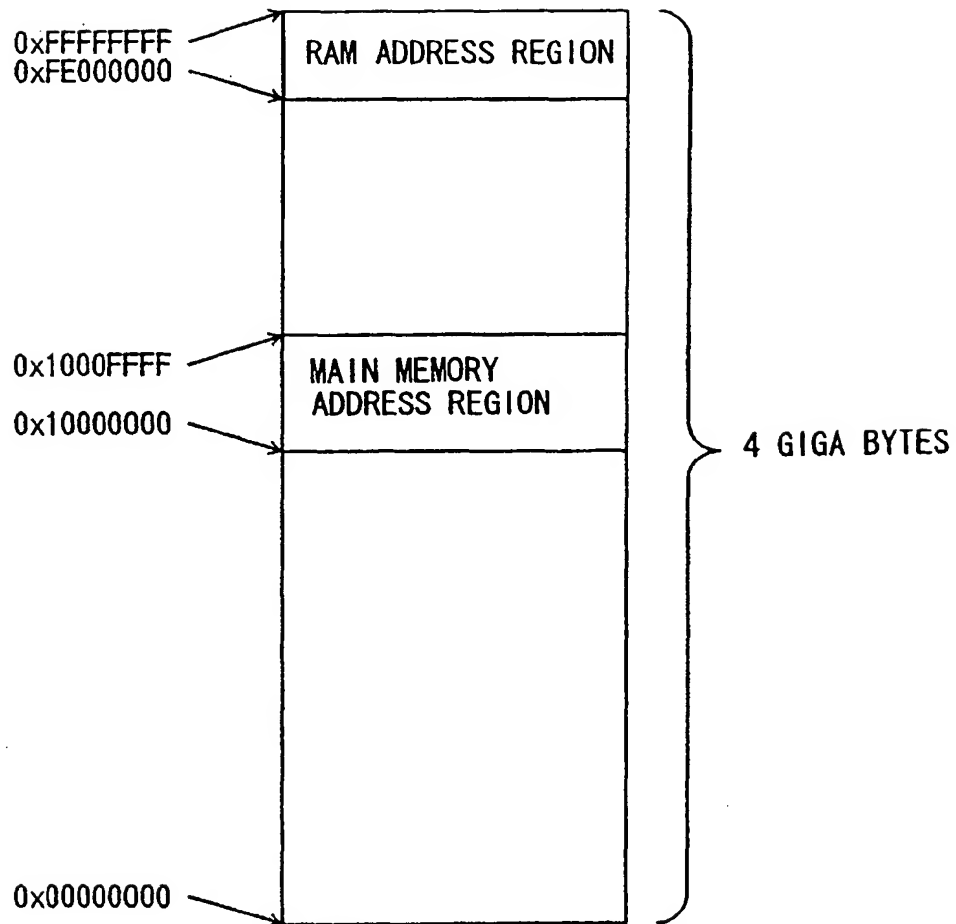 0xFFFFFFFF
RAM ADDRESS REGION
0xFE000000
0x1000FFFF
MAIN MEMORY
ADDRESS REGION
0x10000000
4 GIGA BYTES
0x00000000